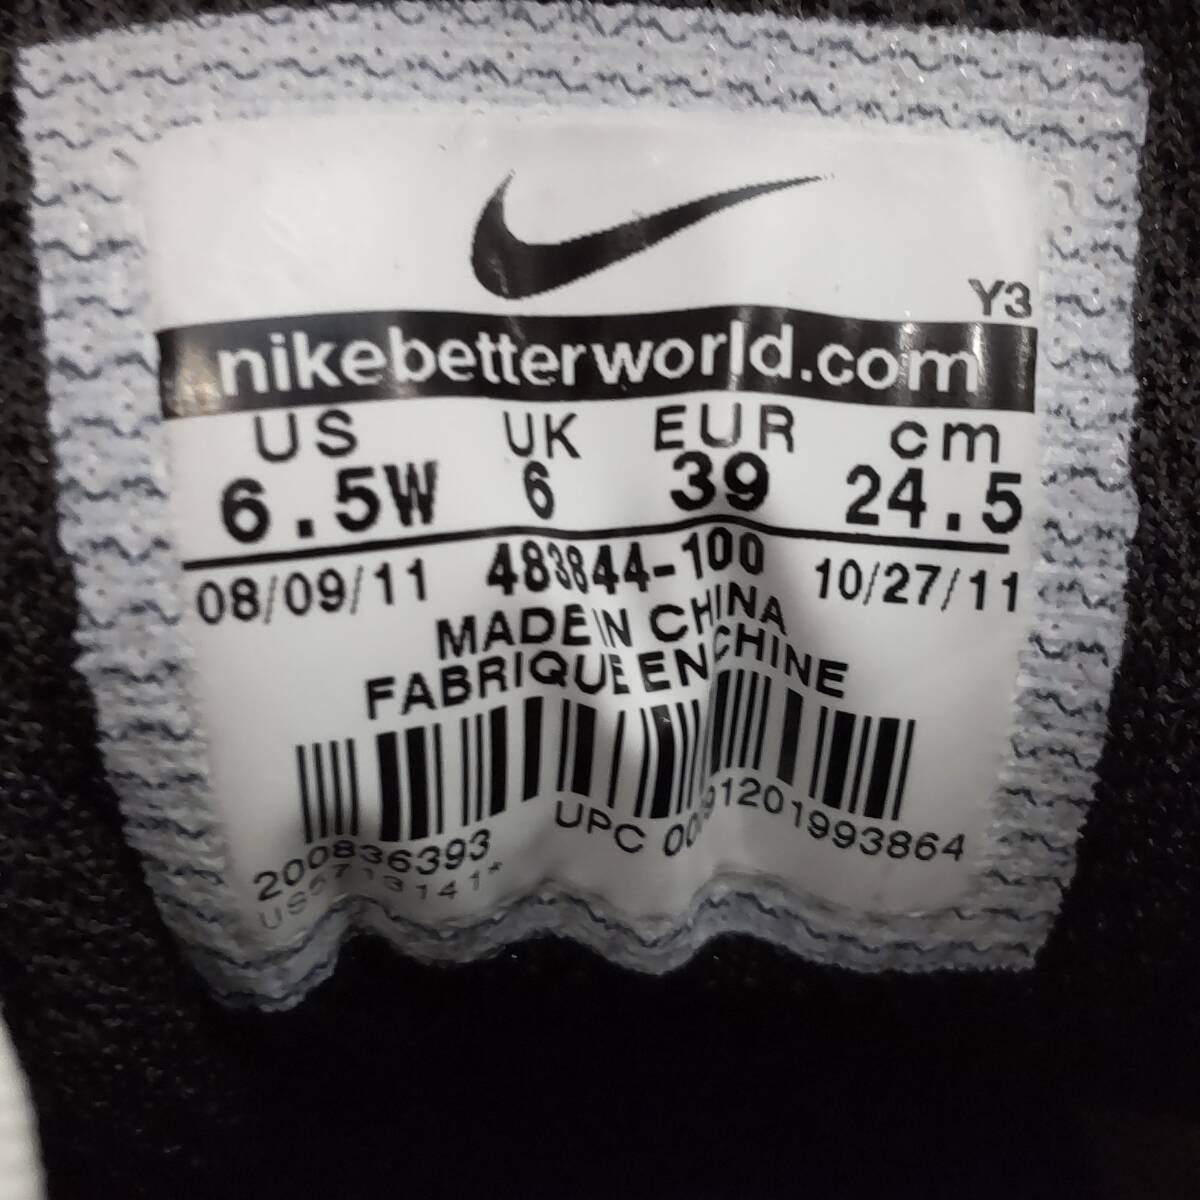 Y3
nikebetterworld.com
US UK EUR cm
6.5W 6 39 24.5
08/09/11 483844-100 10/27/11
MADE IN CHINA
FABRIQUE EN CHINE
200836393 UPC
US5713141*